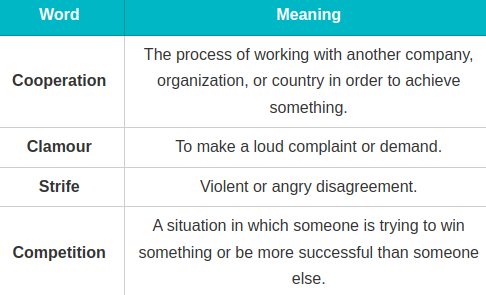 Word Meaning
The process of working with another company,
Cooperation organization, or country in order to achieve
something.
Clamour To make a loud complaint or demand.
Strife Violent or angry disagreement.
A situation in which someone is trying to win
Competition something or be more successful than someone
else.